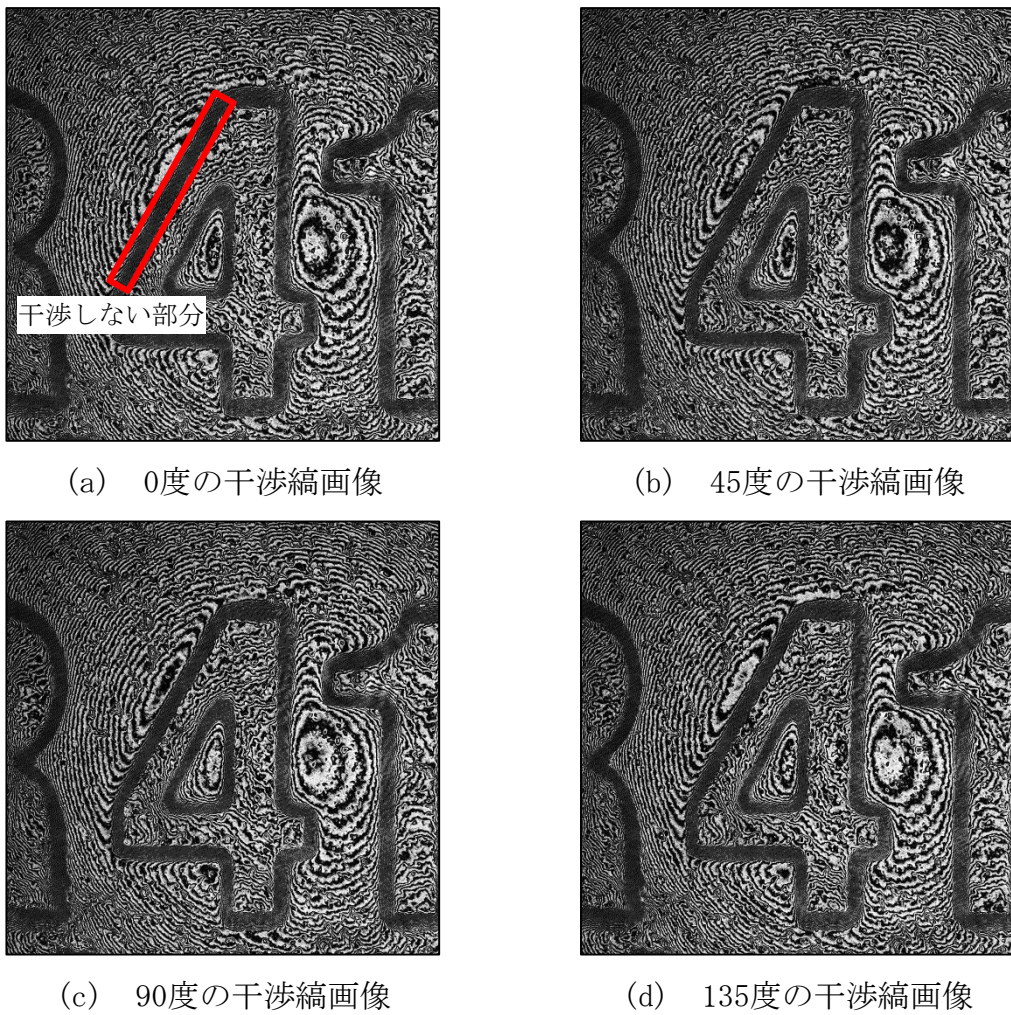 干渉しない部分
(a) 0度の干渉縞画像
(b) 45度の干渉縞画像
(c) 90度の干渉縞画像
(d) 135度の干渉縞画像
41